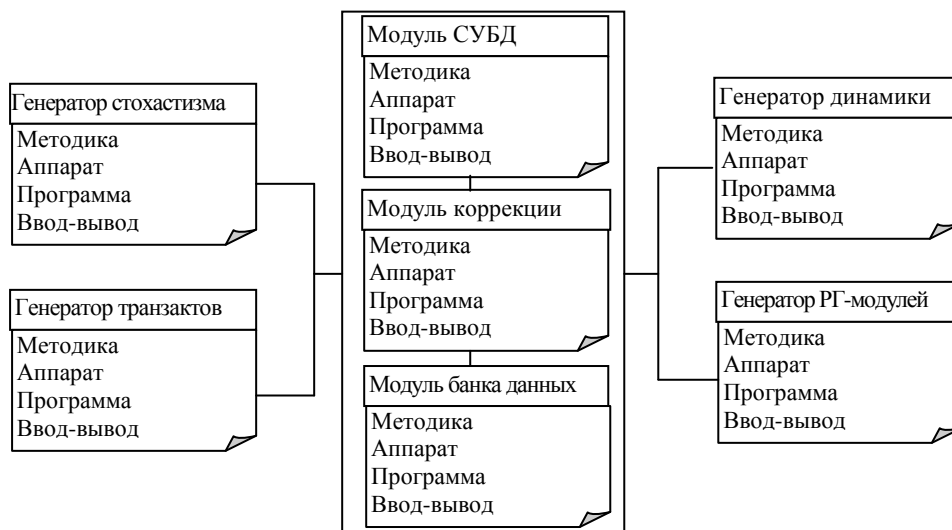 Генератор стохастизма
Методика
Аппарат
Программа
Ввод-вывод
Генератор транзактов
Методика
Аппарат
Программа
Ввод-вывод
Модуль СУБД
Методика
Аппарат
Программа
Ввод-вывод
Модуль коррекции
Методика
Аппарат
Программа
Ввод-вывод
Модуль банка данных
Методика
Аппарат
Программа
Ввод-вывод
Генератор динамики
Методика
Аппарат
Программа
Ввод-вывод
Генератор РГ-модулей
Методика
Аппарат
Программа
Ввод-вывод